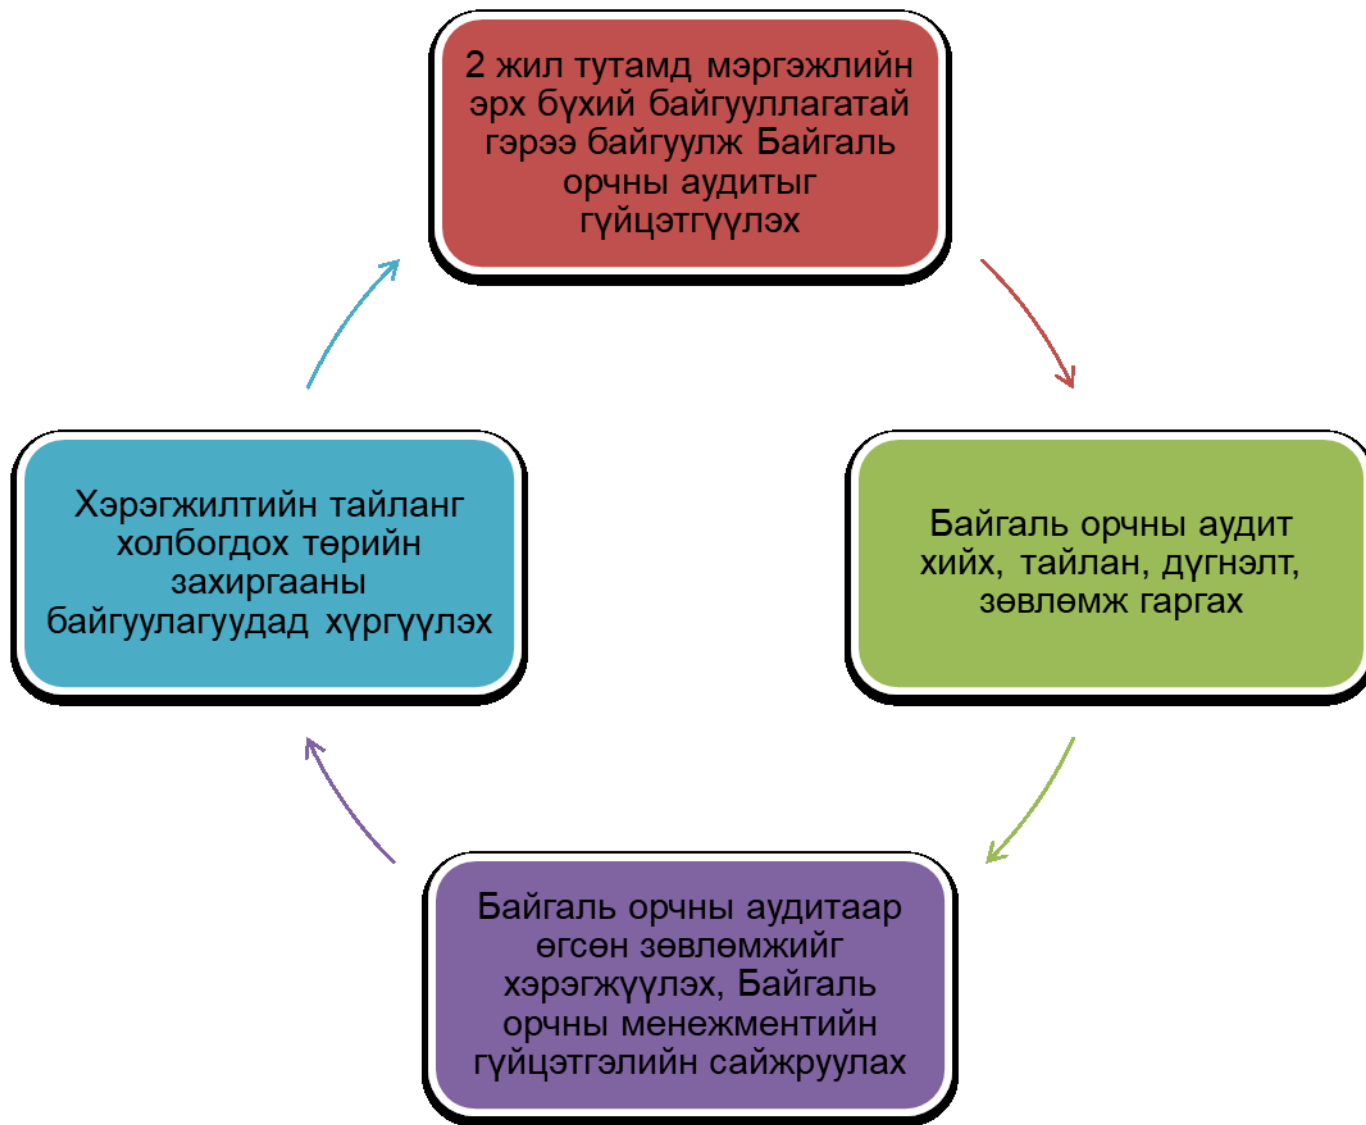 2 жил тутамд мэргэжлийн
эрх бүхий байгууллагатай
гэрээ байгуулж Байгаль
орчны аудитыг
гүйцэтгүүлэх
Байгаль орчны аудит
хийх, тайлан, дүгнэлт,
зөвлөмж гаргах
Байгаль орчны аудитаар
өгсөн зөвлөмжийг
хэрэгжүүлэх, Байгаль
орчны менежментийн
гүйцэтгэлийн сайжруулах
Хэрэгжилтийн тайланг
холбогдох төрийн
захиргааны
байгуулагуудад хүргүүлэх